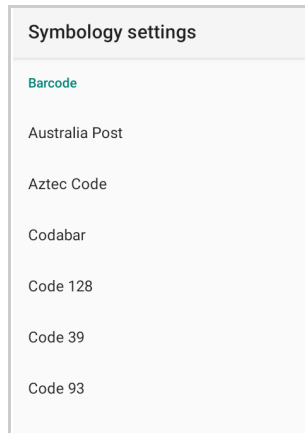 Symbology settings
Barcode
Australia Post
Aztec Code
Codabar
Code 128
Code 39
Code 93